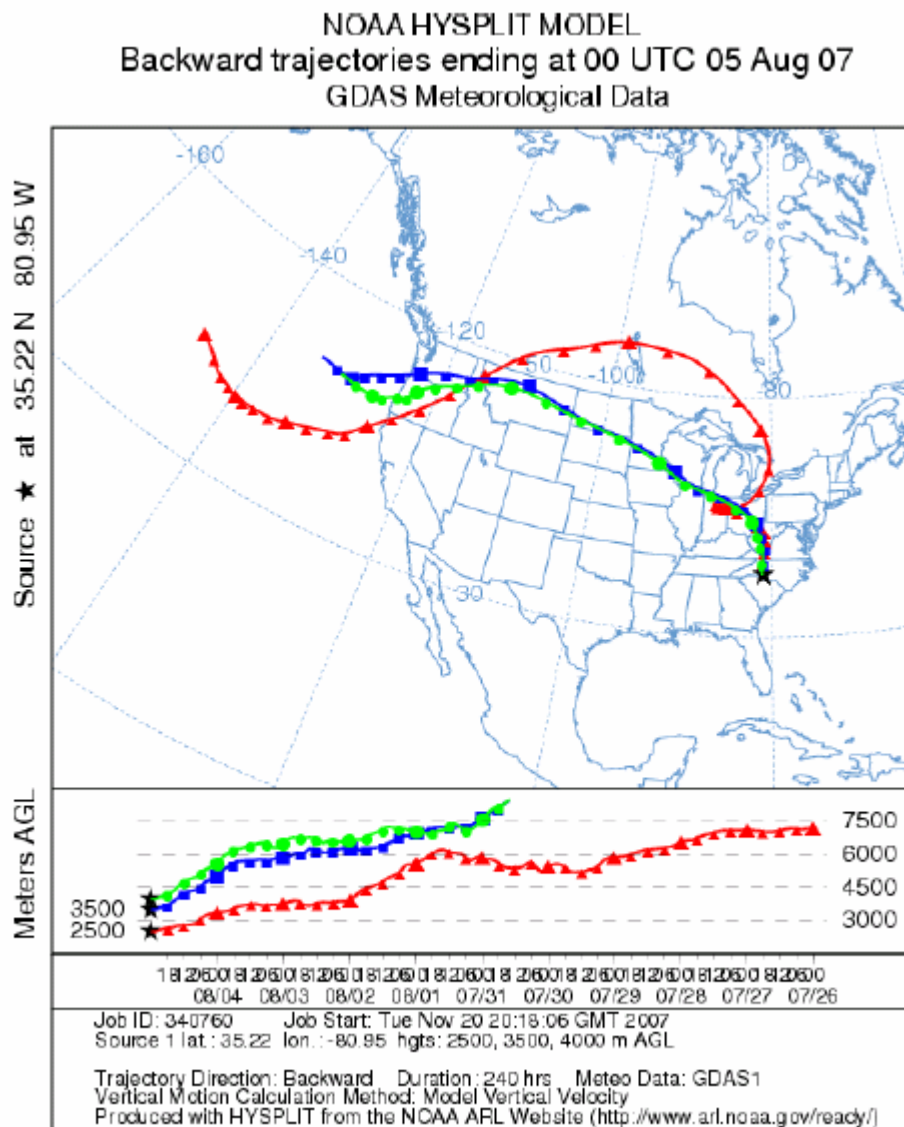 NOAA HYSPLIT MODEL
Backward trajectories ending at 00 UTC 05 Aug 07
GDAS Meteorological Data
Source ★ at 35.22 N 80.95 W
-160
-140
-120
50
-100
-80
30
Meters AGL
7500
6000
4500
3000
3500
2500
08/04 08/03 08/02 08/01 07/31 07/30 07/29 07/28 07/27 07/26
Job ID: 340760 Job Start: Tue Nov 20 20:18:06 GMT 2007
Source 1 lat.: 35.22 lon.: -80.95 hgts: 2500, 3500, 4000 m AGL
Trajectory Direction: Backward Duration: 240 hrs Meteo Data: GDAS1
Vertical Motion Calculation Method: Model Vertical Velocity
Produced with HYSPLIT from the NOAA ARL Website (http://www.arl.noaa.gov/ready/)